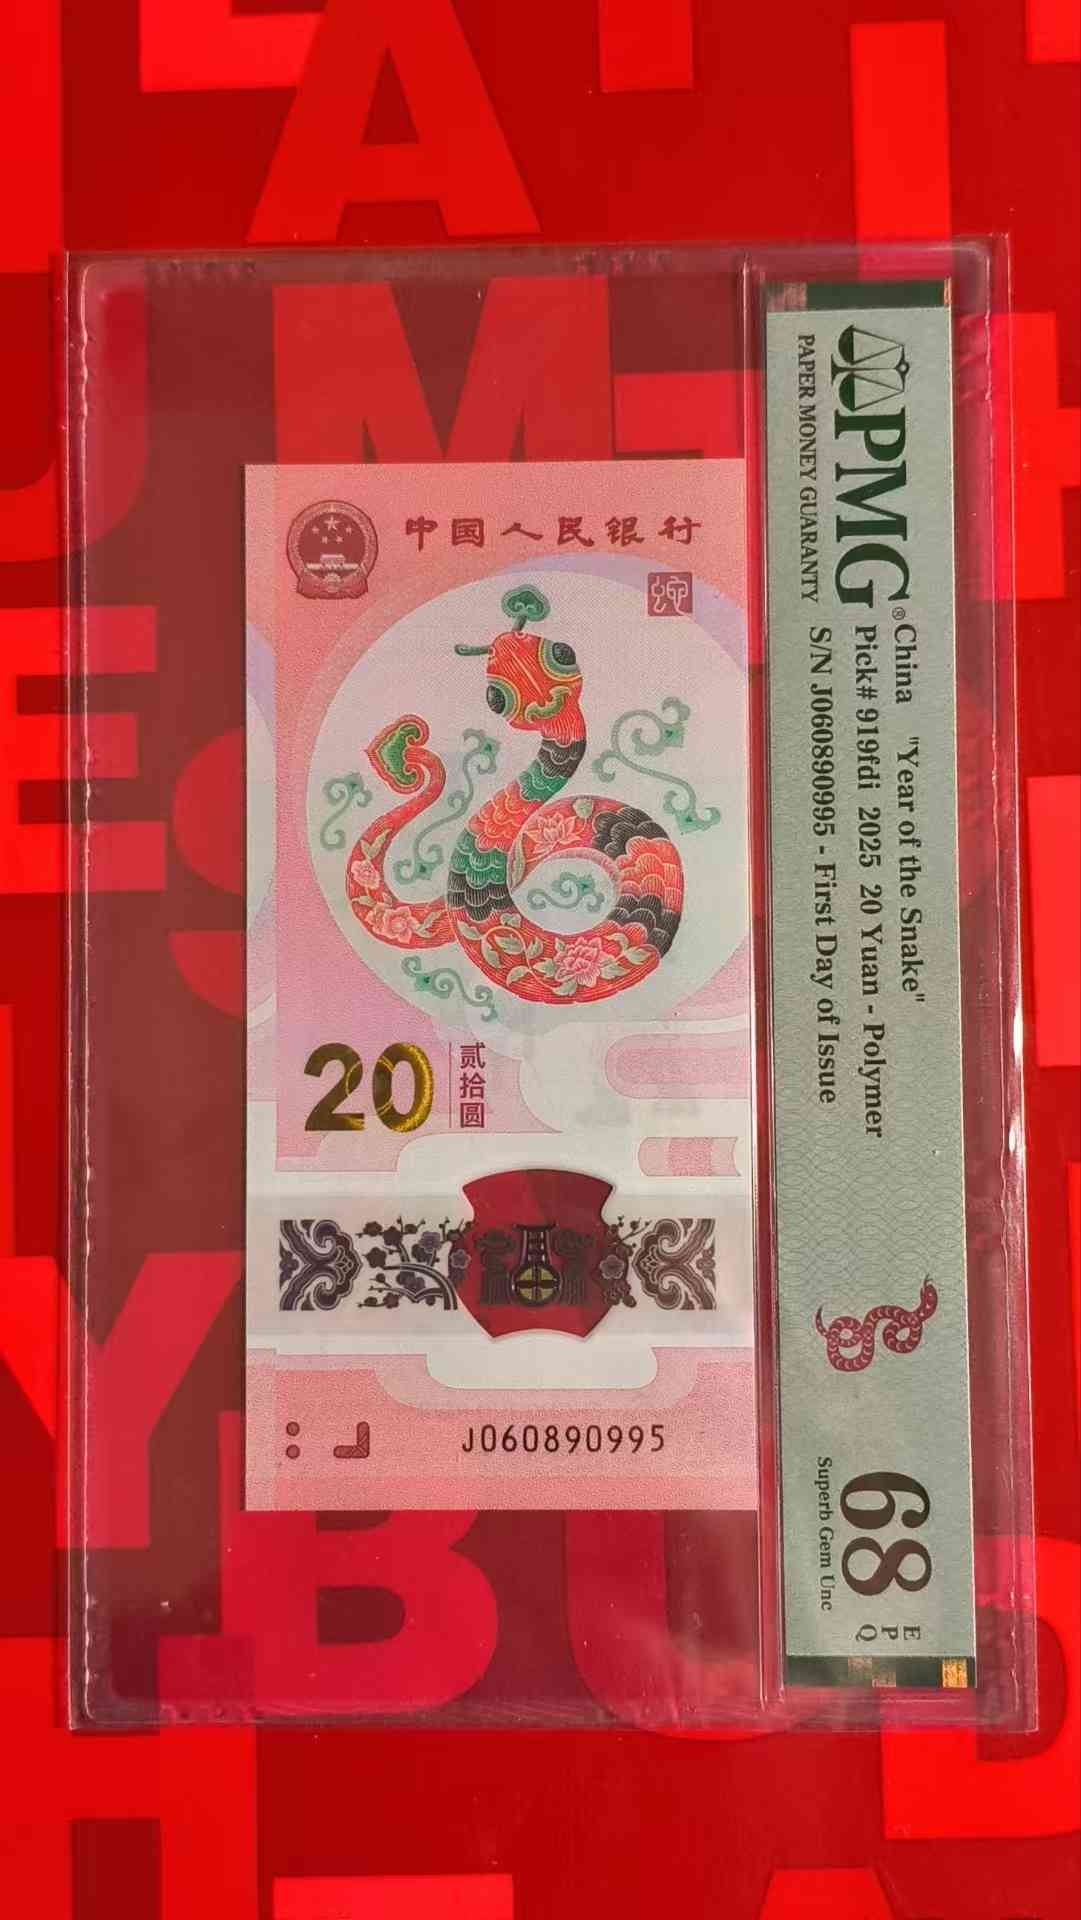 中国人民银行
蛇
20
贰拾圆
J060890995
PMG®
PAPER MONEY GUARANTY
China "Year of the Snake"
Pick# 919fdi 2025 20 Yuan - Polymer
S/N J060890995 - First Day of Issue
68
EPQ
Superb Gem Unc